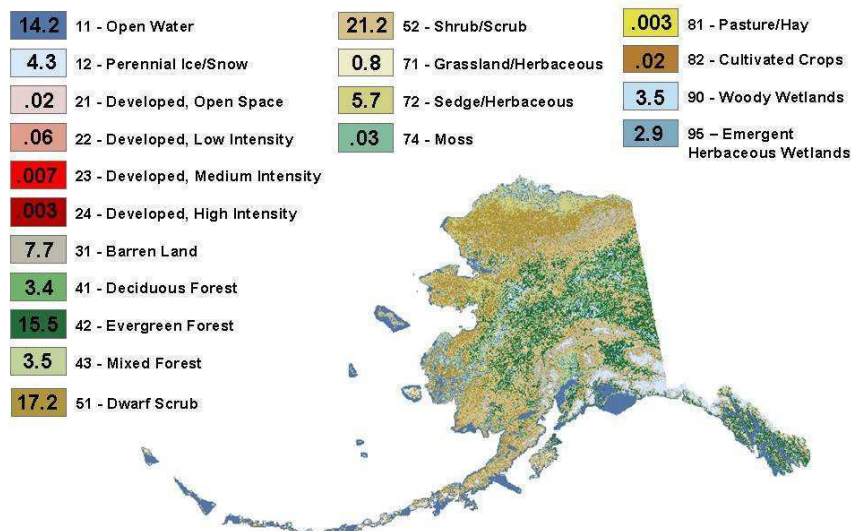 14.2 11 - Open Water
4.3 12 - Perennial Ice/Snow
.02 21 - Developed, Open Space
.06 22 - Developed, Low Intensity
.007 23 - Developed, Medium Intensity
.003 24 - Developed, High Intensity
7.7 31 - Barren Land
3.4 41 - Deciduous Forest
15.5 42 - Evergreen Forest
3.5 43 - Mixed Forest
17.2 51 - Dwarf Scrub
21.2 52 - Shrub/Scrub
0.8 71 - Grassland/Herbaceous
5.7 72 - Sedge/Herbaceous
.03 74 - Moss
.003 81 - Pasture/Hay
.02 82 - Cultivated Crops
3.5 90 - Woody Wetlands
2.9 95 – Emergent
Herbaceous Wetlands